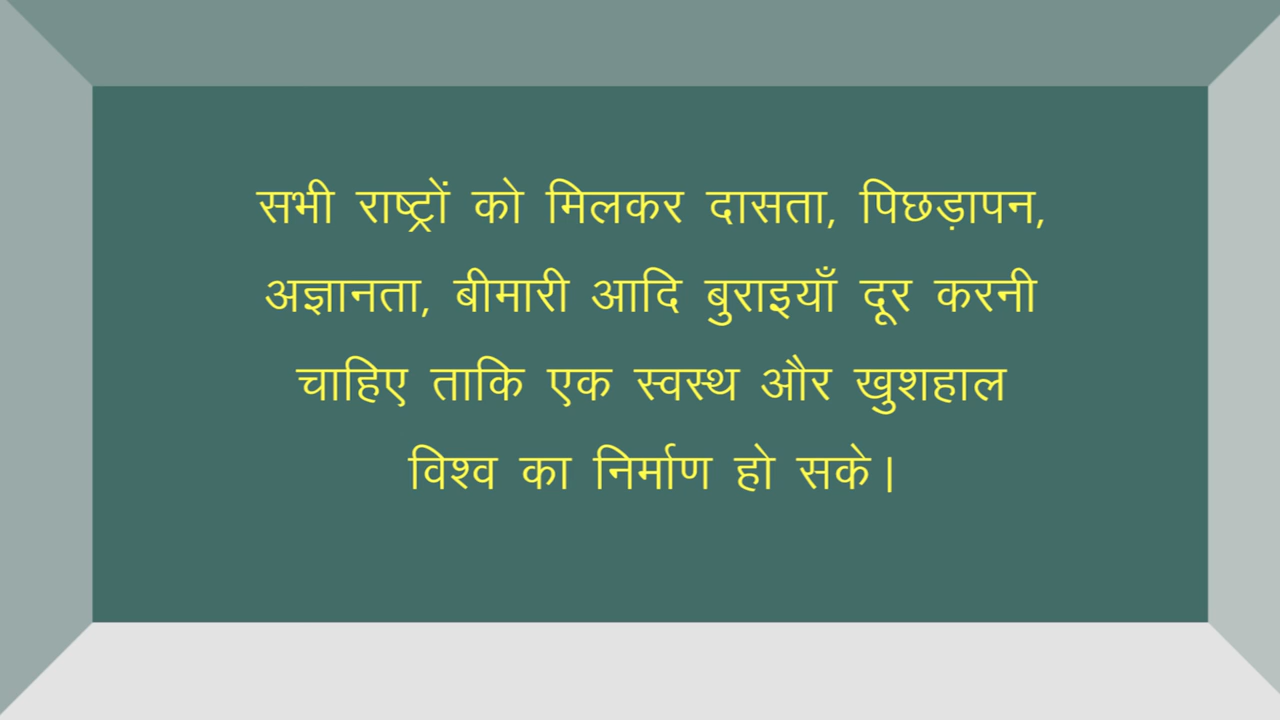 सभी राष्ट्रों को मिलकर दासता, पिछड़ापन,
अज्ञानता, बीमारी आदि बुराइयाँ दूर करनी
चाहिए ताकि एक स्वस्थ और खुशहाल
विश्व का निर्माण हो सके।